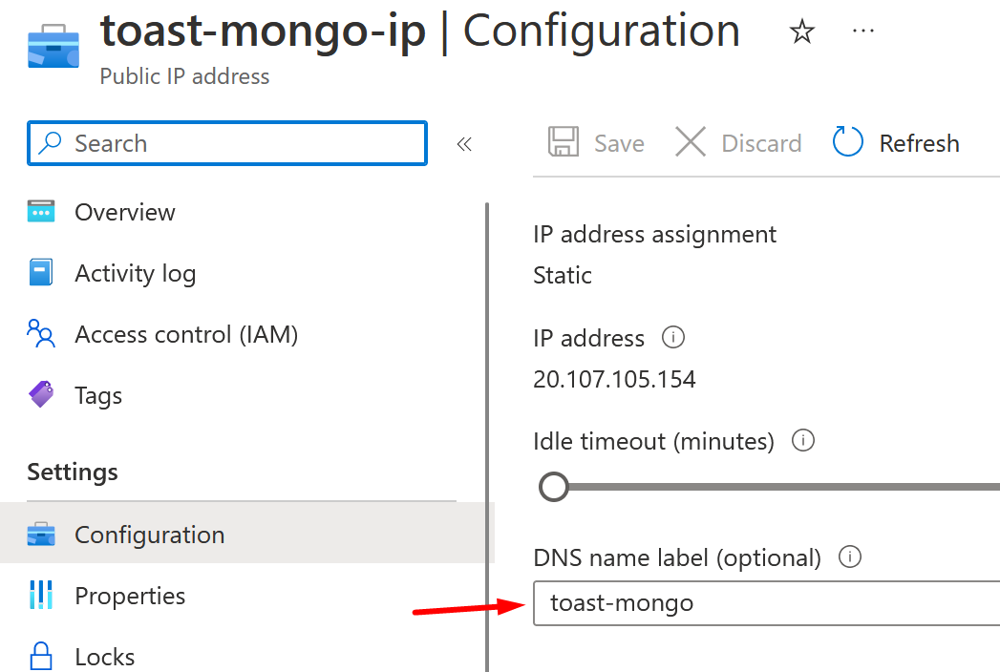 toast-mongo-ip | Configuration
Public IP address
Search
Save
Discard
Refresh
Overview
Activity log
Access control (IAM)
Tags
Settings
Configuration
Properties
Locks
IP address assignment
Static
IP address
20.107.105.154
Idle timeout (minutes)
DNS name label (optional)
toast-mongo